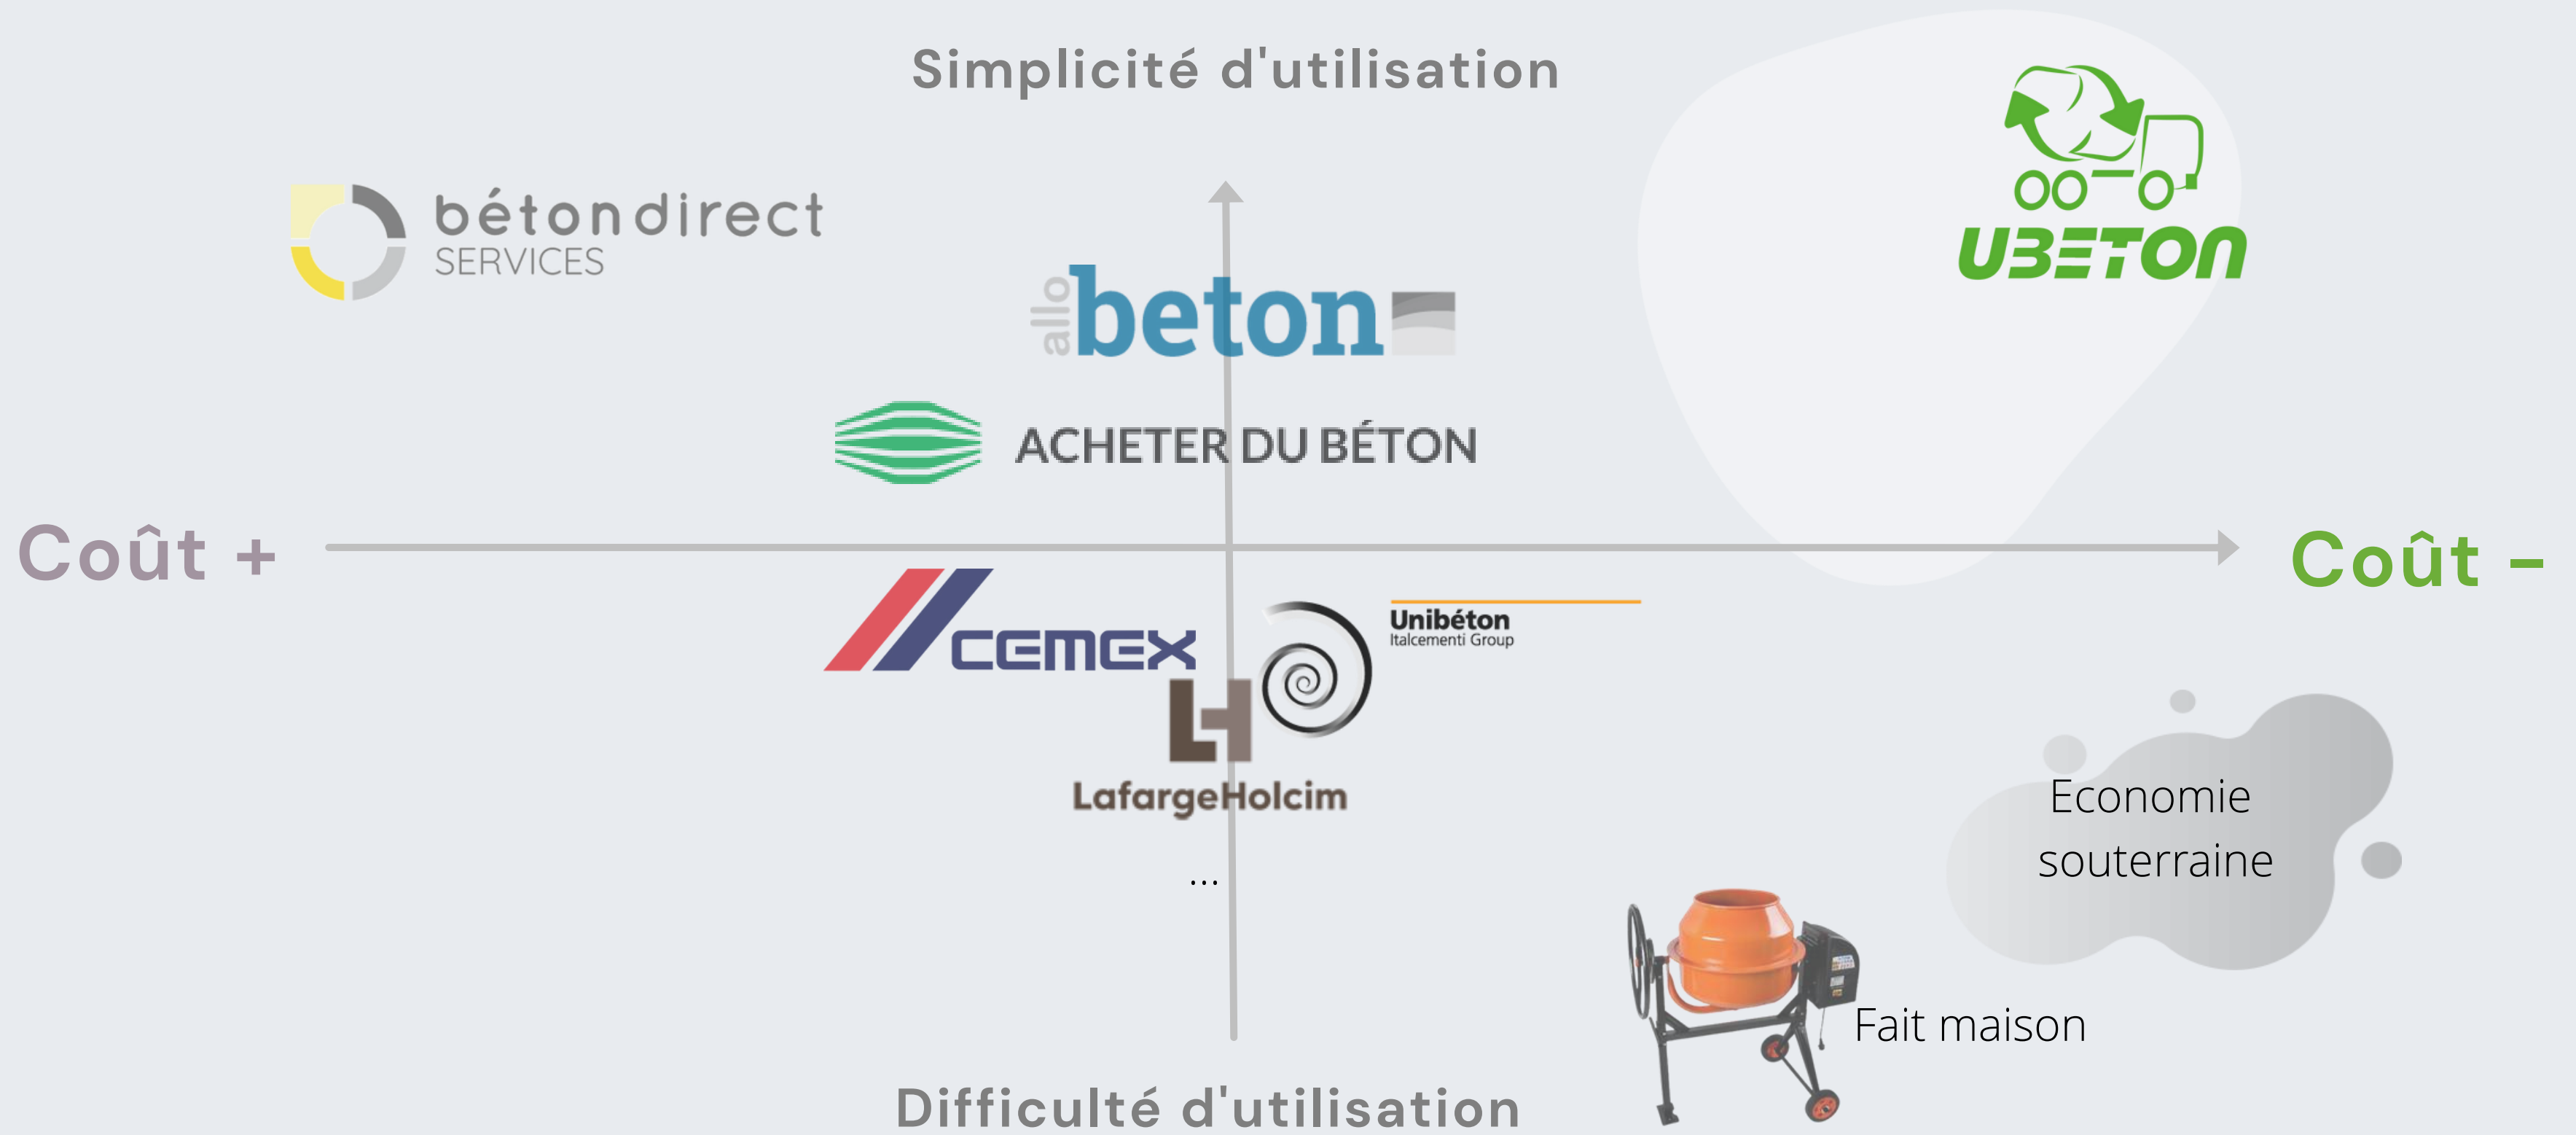 Simplicité d'utilisation
UBETON
bétondirect
SERVICES
allo
beton
ACHETER DU BÉTON
Coût +
Coût -
CEMEX
Unibéton
Italcementi Group
LafargeHolcim
...
Economie
souterraine
Fait maison
Difficulté d'utilisation